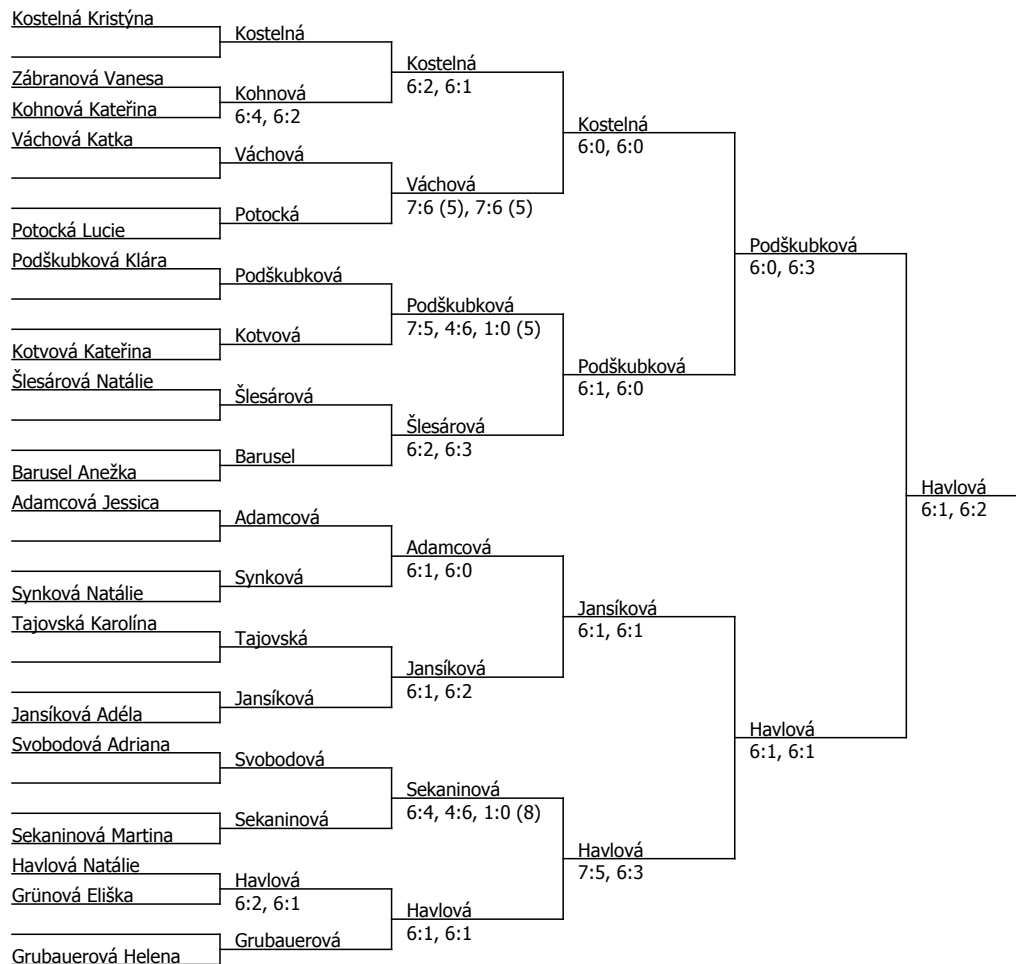 Kostelná Kristýna
Kostelná
Kostelná
6:2, 6:1
Zábranová Vanesa
Kohnová
6:4, 6:2
Kohnová Kateřina
Kostelná
6:0, 6:0
Váchová Katka
Váchová
Váchová
7:6 (5), 7:6 (5)
Potocká
Potocká Lucie
Podškubková
6:0, 6:3
Podškubková Klára
Podškubková
Podškubková
7:5, 4:6, 1:0 (5)
Kotvová
Kotvová Kateřina
Podškubková
6:1, 6:0
Šlesárová Natálie
Šlesárová
Šlesárová
6:2, 6:3
Barusel
Barusel Anežka
Havlová
6:1, 6:2
Adamcová Jessica
Adamcová
Adamcová
6:1, 6:0
Synková
Synková Natálie
Jansíková
6:1, 6:1
Tajovská Karolína
Tajovská
Jansíková
6:1, 6:2
Jansíková
Jansíková Adéla
Havlová
6:1, 6:1
Svobodová Adriana
Svobodová
Sekaninová
6:4, 4:6, 1:0 (8)
Sekaninová
Sekaninová Martina
Havlová
7:5, 6:3
Havlová Natálie
Havlová
6:2, 6:1
Grünová Eliška
Havlová
6:1, 6:1
Grubauerová
Grubauerová Helena